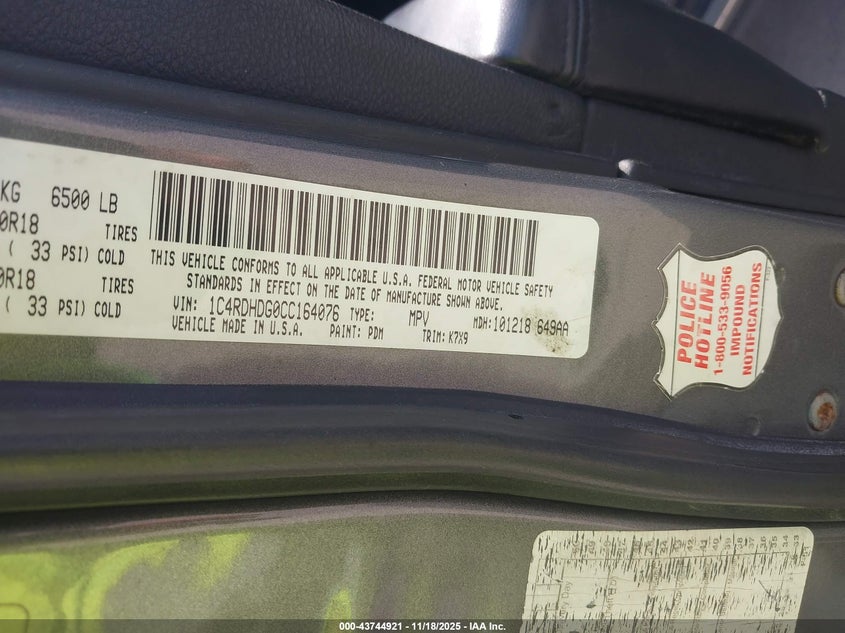 KG 6500 LB
0R18 TIRES
( 33 PSI) COLD
0R18 TIRES
( 33 PSI) COLD
THIS VEHICLE CONFORMS TO ALL APPLICABLE U.S.A. FEDERAL MOTOR VEHICLE SAFETY
STANDARDS IN EFFECT ON THE DATE OF MANUFACTURE SHOWN ABOVE.
VIN: 1C4RDHDG0CC164076 TYPE: MPV MDH: 101218 649AA
VEHICLE MADE IN U.S.A. PAINT: PDM TRIM: K7X9
POLICE
HOTLINE
1-800-533-9056
IMPOUND
NOTIFICATIONS
000-43744921 | 11/18/2025 | IAA Inc.